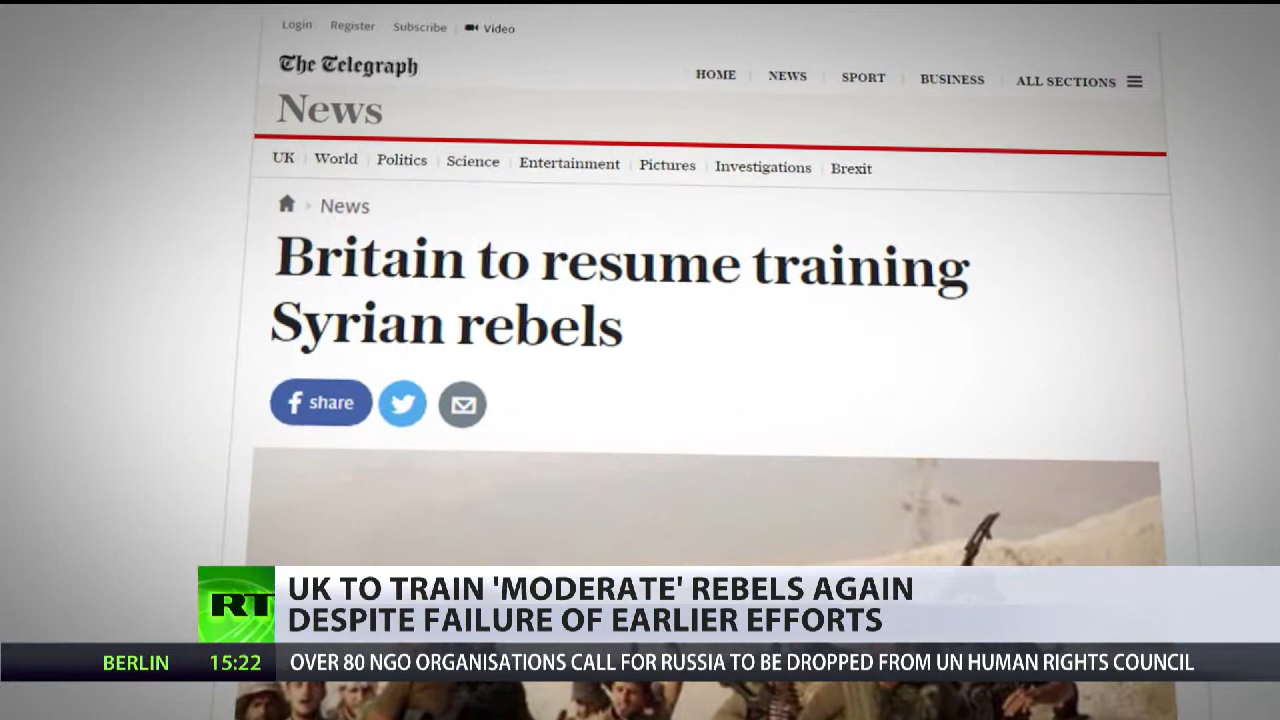 Login Register Subscribe Video
The Telegraph
HOME NEWS SPORT BUSINESS ALL SECTIONS
News
UK World Politics Science Entertainment Pictures Investigations Brexit
News
Britain to resume training
Syrian rebels
share
RT
UK TO TRAIN 'MODERATE' REBELS AGAIN
DESPITE FAILURE OF EARLIER EFFORTS
BERLIN 15:22 OVER 80 NGO ORGANISATIONS CALL FOR RUSSIA TO BE DROPPED FROM UN HUMAN RIGHTS COUNCIL